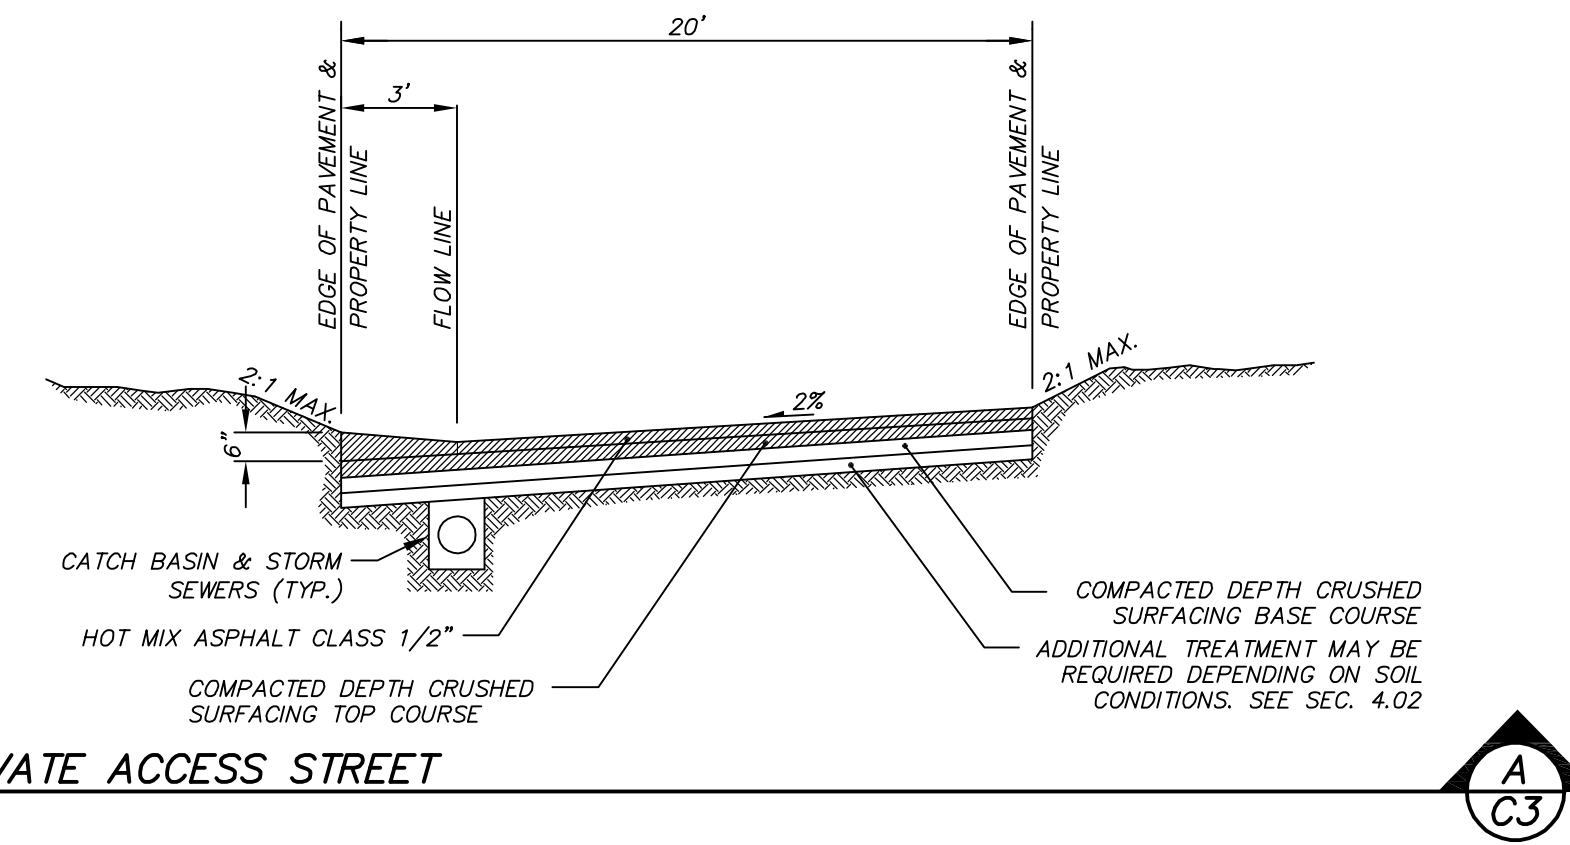 20'
3'
EDGE OF PAVEMENT &
PROPERTY LINE
FLOW LINE
EDGE OF PAVEMENT &
PROPERTY LINE
2:1 MAX.
2:1 MAX.
2%
6"
CATCH BASIN & STORM
SEWERS (TYP.)
HOT MIX ASPHALT CLASS 1/2"
COMPACTED DEPTH CRUSHED
SURFACING TOP COURSE
COMPACTED DEPTH CRUSHED
SURFACING BASE COURSE
ADDITIONAL TREATMENT MAY BE
REQUIRED DEPENDING ON SOIL
CONDITIONS. SEE SEC. 4.02
VATE ACCESS STREET
A
C3